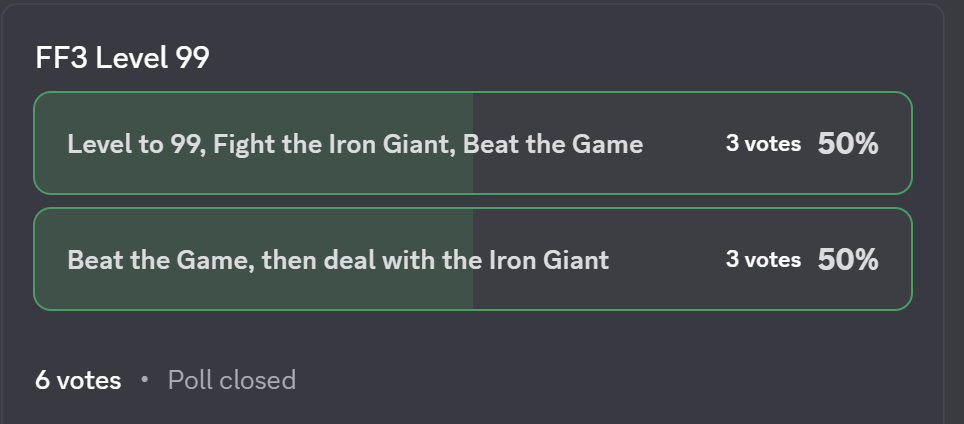 FF3 Level 99
Level to 99, Fight the Iron Giant, Beat the Game 3 votes 50%
Beat the Game, then deal with the Iron Giant 3 votes 50%
6 votes • Poll closed